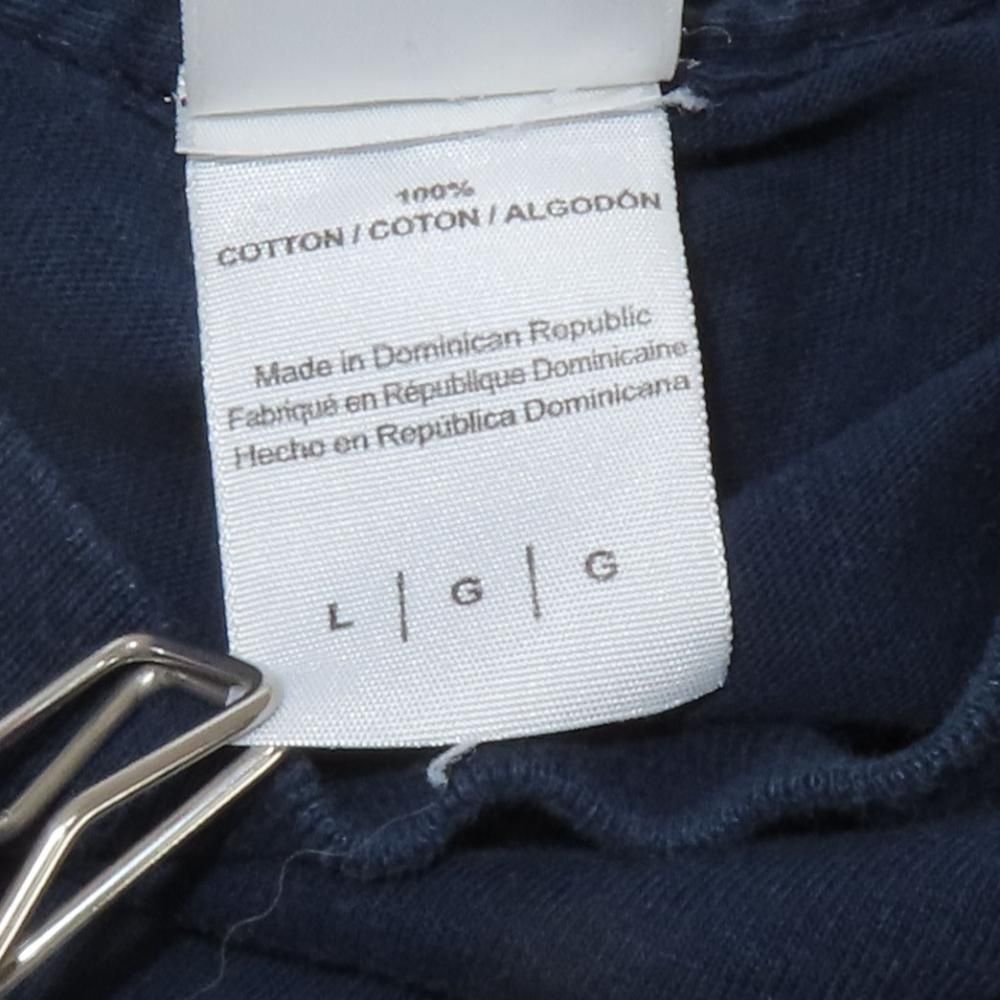 100%
COTTON / COTON / ALGODÓN
Made in Dominican Republic
Fabriqué en République Dominicaine
Hecho en República Dominicana
L | G | G